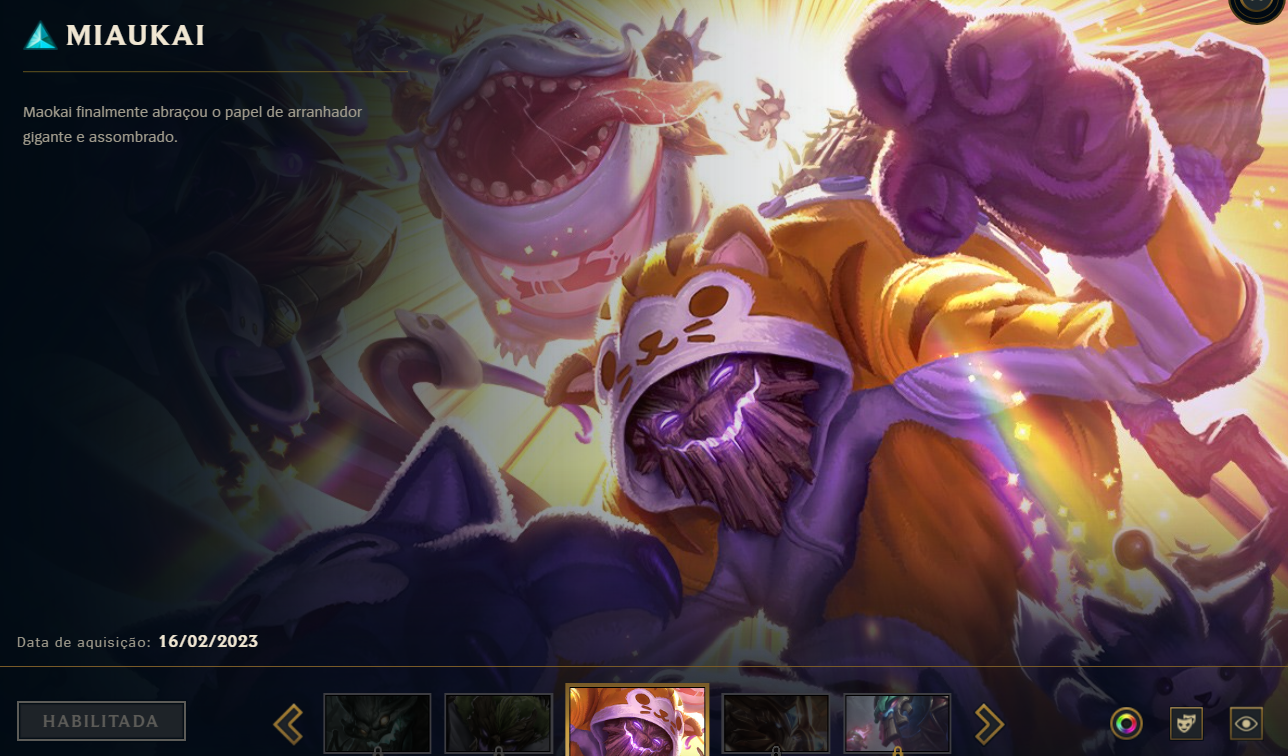 MIAUKAI
Maokai finalmente abraçou o papel de arranhador
gigante e assombrado.
Data de aquisição: 16/02/2023
HABILITADA